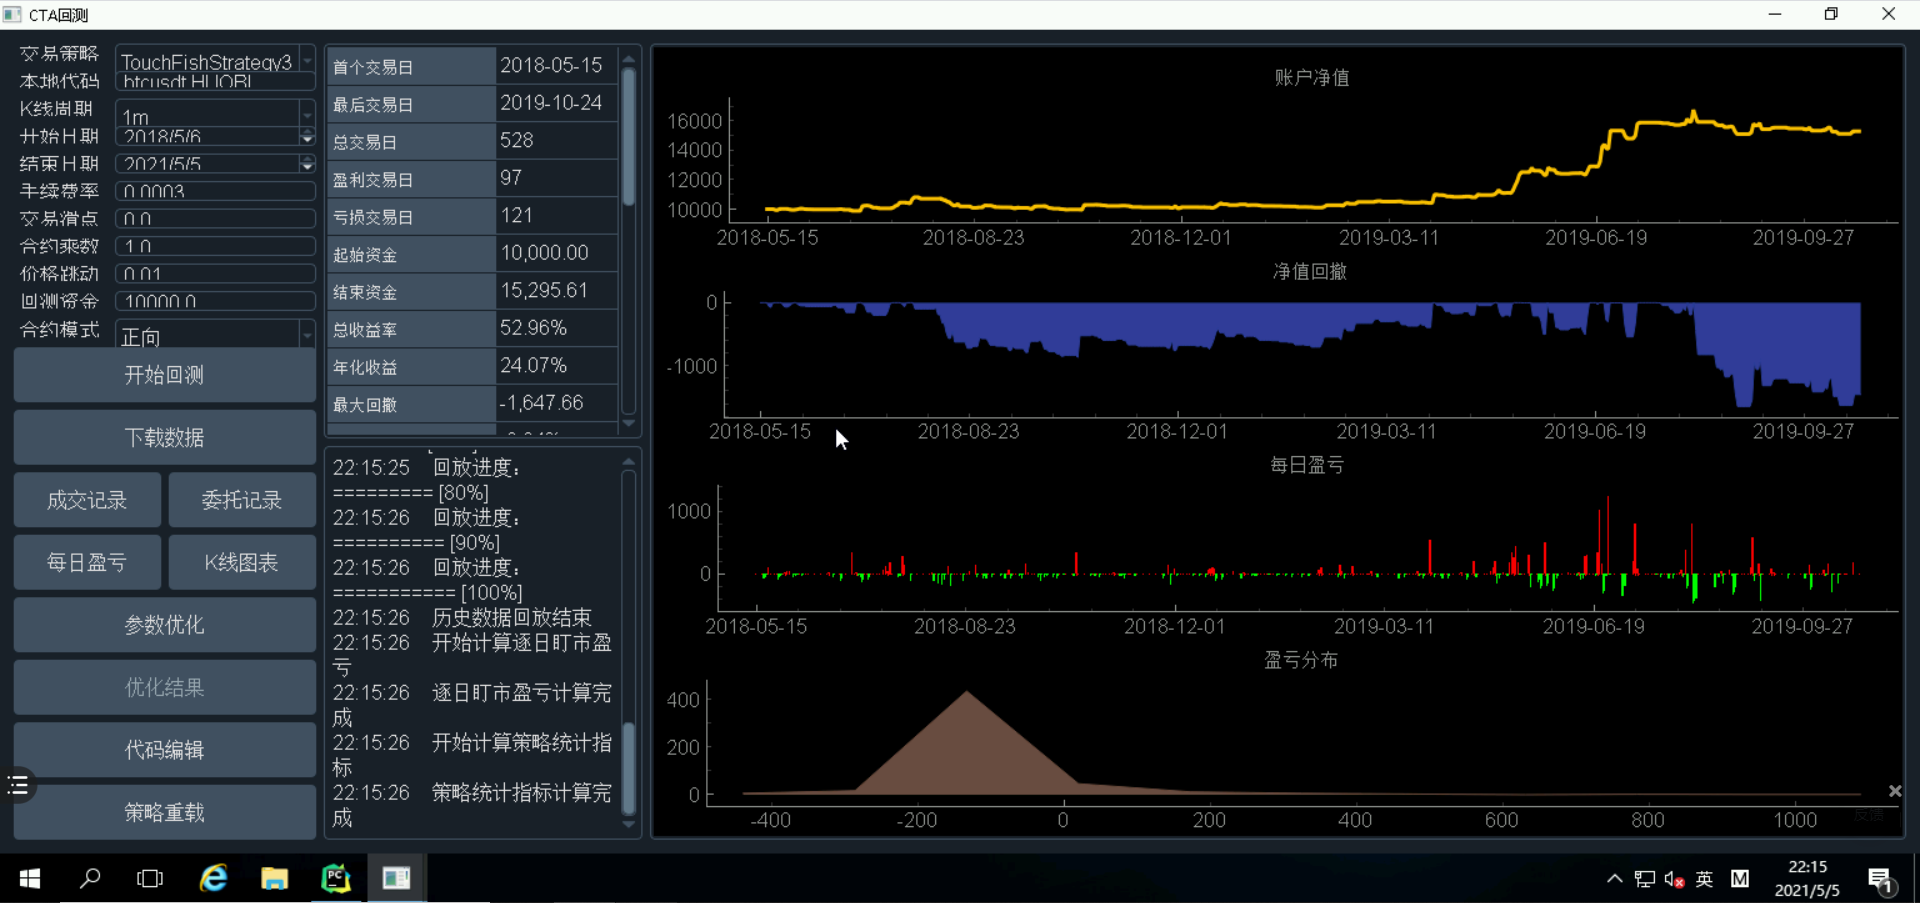 CTA回测
交易策略 TouchFishStrategy3
本地代码 btcusdt.HUOBI
K线周期 1m
开始日期 2018/5/6
结束日期 2021/5/5
手续费率 0.0003
交易滑点 0.0
合约乘数 1.0
价格跳动 0.01
回测资金 10000.0
合约模式 正向
开始回测
下载数据
成交记录 委托记录
每日盈亏 K线图表
参数优化
优化结果
代码编辑
策略重载
首个交易日 2018-05-15
最后交易日 2019-10-24
总交易日 528
盈利交易日 97
亏损交易日 121
起始资金 10,000.00
结束资金 15,295.61
总收益率 52.96%
年化收益 24.07%
最大回撤 -1,647.66
22:15:25 回放进度：
========= [80%]
22:15:26 回放进度：
========== [90%]
22:15:26 回放进度：
=========== [100%]
22:15:26 历史数据回放结束
22:15:26 开始计算逐日盯市盈
亏
22:15:26 逐日盯市盈亏计算完
成
22:15:26 开始计算策略统计指
标
22:15:26 策略统计指标计算完
成
账户净值
16000
14000
12000
10000
2018-05-15 2018-08-23 2018-12-01 2019-03-11 2019-06-19 2019-09-27
净值回撤
0
-1000
2018-05-15 2018-08-23 2018-12-01 2019-03-11 2019-06-19 2019-09-27
每日盈亏
1000
0
2018-05-15 2018-08-23 2018-12-01 2019-03-11 2019-06-19 2019-09-27
盈亏分布
400
200
0
-400 -200 0 200 400 600 800 1000
反馈
PC
英 M
22:15
2021/5/5
1